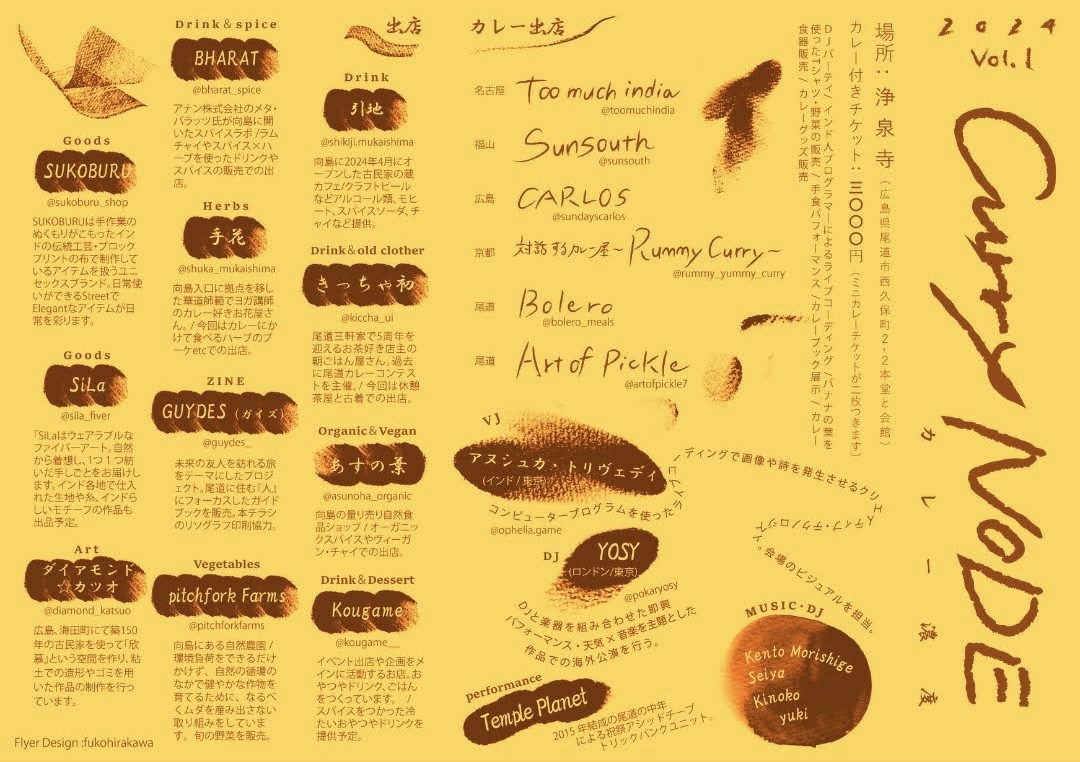 2024
Vol.1
Curry NoDE
カレー濃度
場所：浄泉寺（広島県尾道市西久保町2-2本堂と会館）
カレー付きチケット：三〇〇〇円（ミニカレーチケットが二枚つきます）
DJパーティ/インド人プログラマーによるライブコーディング/バナナの葉を
使ったTシャツ・野菜の販売/手食パフォーマンス/カレーブック展示/カレー
食器販売/カレーグッズ販売
カレー出店
名古屋
Too much india
@toomuchindia
福山
Sunsouth
@sunsouth
広島
CARLOS
@sundayscarlos
京都
対話するカレー屋~Rummy Curry~
@rummy_yummy_curry
尾道
Bolero
@bolero_meals
尾道
Art of Pickle
@artofpickle7
VJ
アヌシュカ・トリヴェディ
(インド / 東京)
@ophelia.game
コンピュータープログラムを使ったライブコー
ディングで画像や詩を発生させるクリ
エイティブ・テクノロジスト。
会場のビジュアルを担当。
DJ
YOSY
(ロンドン/東京)
@pokaryosy
DJと楽器を組み合わせた即興
パフォーマンス・天気×音楽を主題とした
作品での海外公演を行う。
performance
Temple Planet
2015年結成の尾道の中年
による祝祭アシッドテープ
トリックパンクユニット。
MUSIC・DJ
Kento Morishige
Seiya
Kinoko
yuki
出店
Drink
引地
@shikiji.mukaishima
向島に2024年4月にオ
ープンした古民家の蔵
カフェ/クラフトビール
などアルコール類、モヒ
ート、スパイスソーダ、チ
ャイなど提供。
Drink&old clother
きっちゃ初
@kiccha_ui
尾道三軒家で5周年を
迎えるお茶好き店主の
朝ごはん屋さん。過去
に尾道カレーコンテス
トを主催。/ 今回は休憩
茶屋と古着での出店。
Organic&Vegan
あすの葉
@asunoha_organic
向島の量り売り自然食
品ショップ / オーガニッ
クスパイスやヴィーガ
ン・チャイでの出店。
Drink&Dessert
Kougame
@kougame__
イベント出店や企画をメ
インに活動するお店。お
やつやドリンク、ごはん
をつくっています。/
スパイスをつかった冷
たいおやつやドリンクを
提供予定。
Drink&spice
BHARAT
@bharat_spice
アナン株式会社のメタ・
バラッツ氏が向島に開
いたスパイスラボ /ラム
チャイやスパイス×ハ
ーブを使ったドリンクや
スパイスの販売での出
店。
Herbs
手花
@shuka_mukaishima
向島入口に拠点を移し
た華道師範でヨガ講師
のカレー好きお花屋さ
ん。/ 今回はカレーにか
けて食べるハーブのブ
ーケetcでの出店。
ZINE
GUYDES（ガイズ）
@guydes_
未来の友人を訪れる旅
をテーマにしたプロジ
ェクト。尾道に住む『人』
にフォーカスしたガイド
ブックを販売。本チラシ
のリソグラフ印刷協力。
Vegetables
pitchfork Farms
@pitchforkfarms
向島にある自然農園 /
環境負荷をできるだけ
かけず、自然の循環の
なかで健やかな作物を
育てるために、なるべ
くムダを産み出さない
取り組みをしていま
す。旬の野菜を販売。
Goods
SUKOBURU
@sukoburu_shop
SUKOBURUは手作業の
ぬくもりがこもったイン
ドの伝統工芸・ブロック
プリントの布で制作して
いるアイテムを扱うユニ
セックスブランド。日常使
いができるStreetで
Elegantなアイテムが日
常を彩ります。
Goods
SiLa
@sila_fiver
「SiLaはウェアラブルな
ファイバーアート。自然
から着想し、1つ1つ紡
いだ手しごとをお届けし
ます。インド各地で仕入
れた生地や糸、インドら
しいモチーフの作品も
出品予定。
Art
ダイアモンド
☆カツオ
@diamond_katsuo
広島、海田町にて築150
年の古民家を使って「欣
慕」という空間を作り、粘
土での造形やゴミを用
いた作品の制作を行っ
ています。
Flyer Design :fukohirakawa